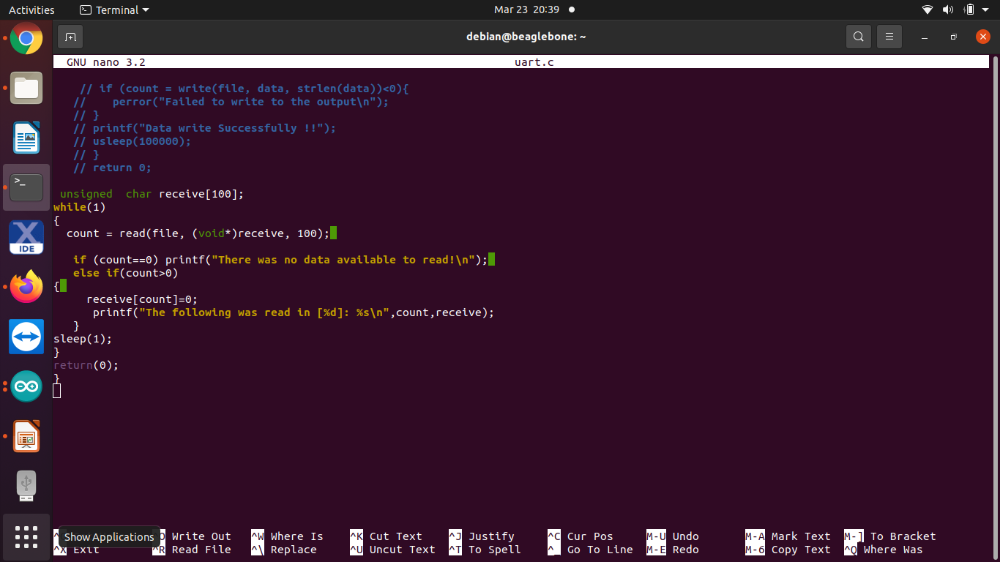 Activities Terminal Mar 23 20:39
debian@beaglebone: ~
GNU nano 3.2 uart.c
// if (count = write(file, data, strlen(data))<0){
// perror("Failed to write to the output\n");
// }
// printf("Data write Successfully !!");
// usleep(100000);
// }
// return 0;
unsigned char receive[100];
while(1)
{
count = read(file, (void*)receive, 100);
if (count==0) printf("There was no data available to read!\n");
else if(count>0)
{
receive[count]=0;
printf("The following was read in [%d]: %s\n",count,receive);
}
sleep(1);
}
return(0);
}
>_
IDE
Show Applications
^O Write Out ^W Where Is ^K Cut Text ^J Justify ^C Cur Pos M-U Undo M-A Mark Text M-] To Bracket
^X Exit ^R Read File ^\ Replace ^U Uncut Text ^T To Spell ^_ Go To Line M-E Redo M-6 Copy Text ^Q Where Was